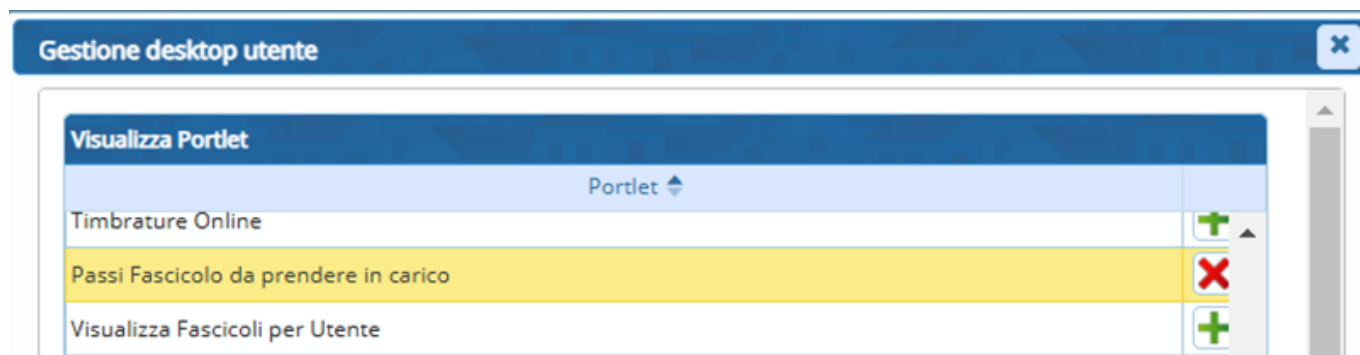 Gestione desktop utente
Visualizza Portlet
Portlet
Timbrature Online
Passi Fascicolo da prendere in carico
Visualizza Fascicoli per Utente